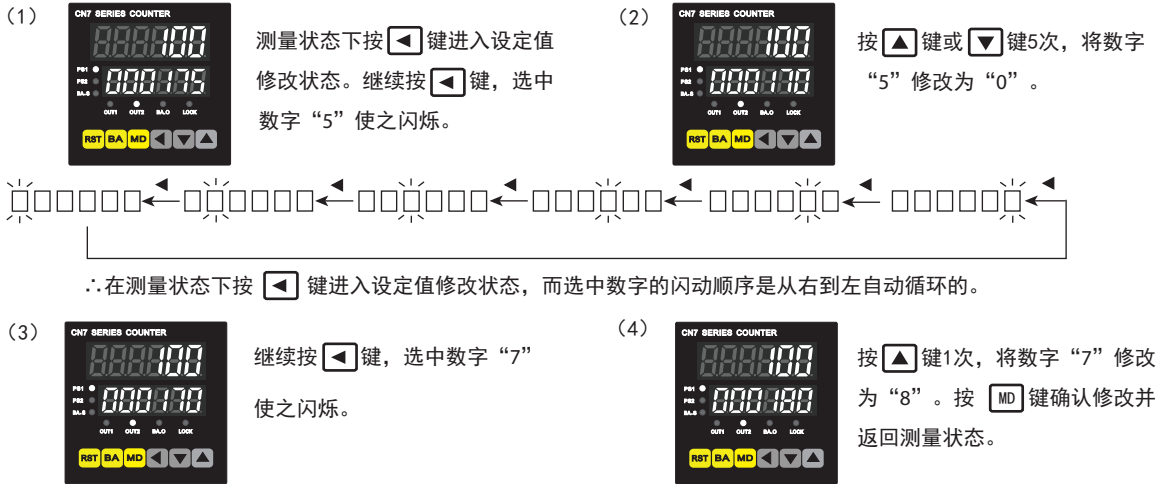 (1)
CN7 SERIES COUNTER
100
PS1
PS2
BA.S
000175
OUT1 OUT2 BA.O LOCK
RST BA MD ◀ ▼ ▲
测量状态下按 ◀ 键进入设定值
修改状态。继续按 ◀ 键，选中
数字“5”使之闪烁。
(2)
CN7 SERIES COUNTER
100
PS1
PS2
BA.S
000170
OUT1 OUT2 BA.O LOCK
RST BA MD ◀ ▼ ▲
按 ▲ 键或 ▼ 键5次，将数字
“5”修改为“0”。
∴在测量状态下按 ◀ 键进入设定值修改状态，而选中数字的闪动顺序是从右到左自动循环的。
(3)
CN7 SERIES COUNTER
100
PS1
PS2
BA.S
000170
OUT1 OUT2 BA.O LOCK
RST BA MD ◀ ▼ ▲
继续按 ◀ 键，选中数字“7”
使之闪烁。
(4)
CN7 SERIES COUNTER
100
PS1
PS2
BA.S
000180
OUT1 OUT2 BA.O LOCK
RST BA MD ◀ ▼ ▲
按 ▲ 键1次，将数字“7”修改
为“8”。按 MD 键确认修改并
返回测量状态。